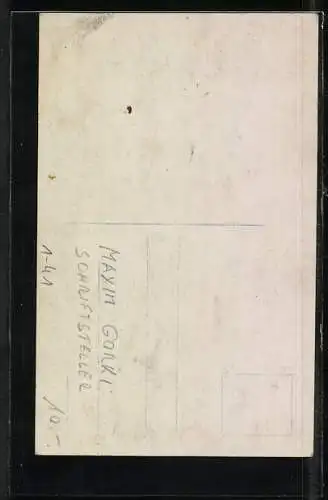 MAXIM GORKI
SCHRIFTSTELLER
1-41
10.-